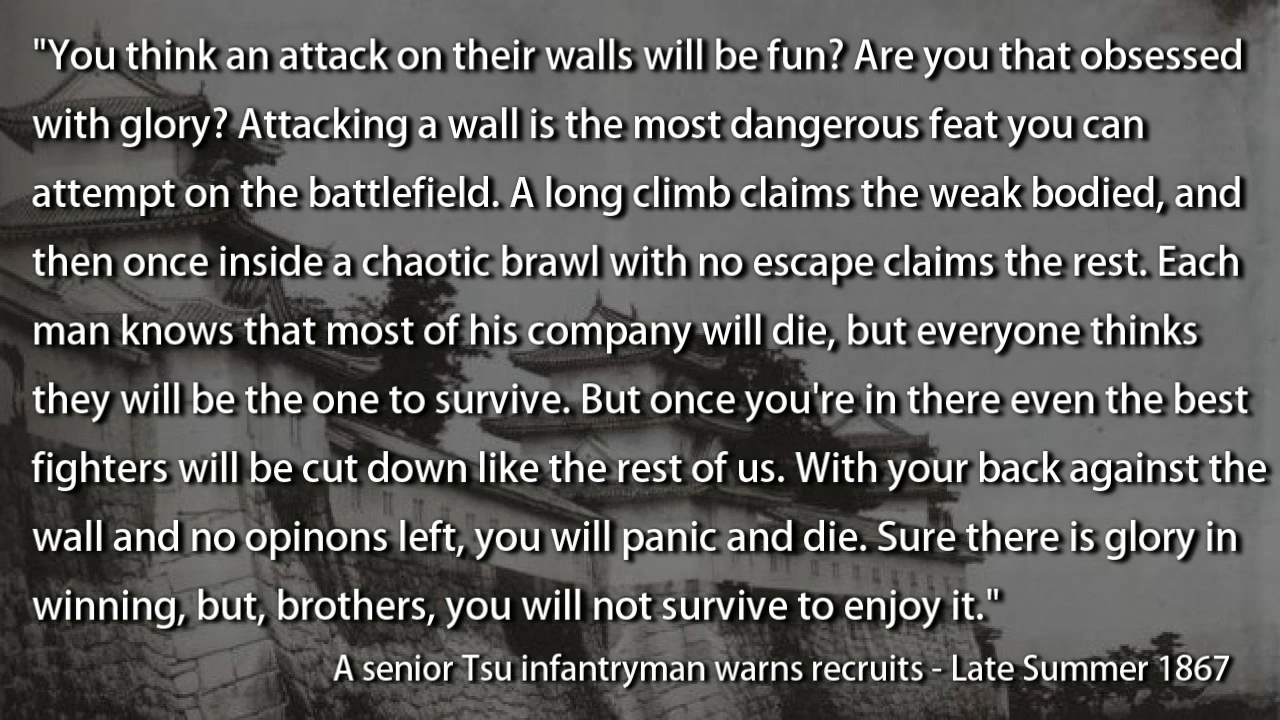 "You think an attack on their walls will be fun? Are you that obsessed
with glory? Attacking a wall is the most dangerous feat you can
attempt on the battlefield. A long climb claims the weak bodied, and
then once inside a chaotic brawl with no escape claims the rest. Each
man knows that most of his company will die, but everyone thinks
they will be the one to survive. But once you're in there even the best
fighters will be cut down like the rest of us. With your back against the
wall and no opinons left, you will panic and die. Sure there is glory in
winning, but, brothers, you will not survive to enjoy it."
A senior Tsu infantryman warns recruits - Late Summer 1867